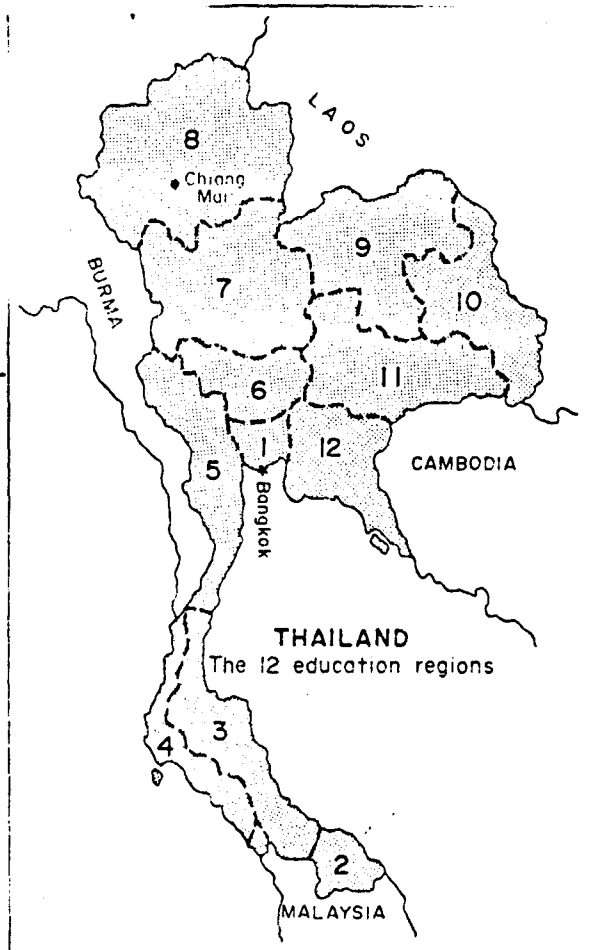 LAOS
8
Chiang
Mai
9
BURMA
7
10
6
11
1
12
5
CAMBODIA
Bangkok
THAILAND
The 12 education regions
3
4
2
MALAYSIA